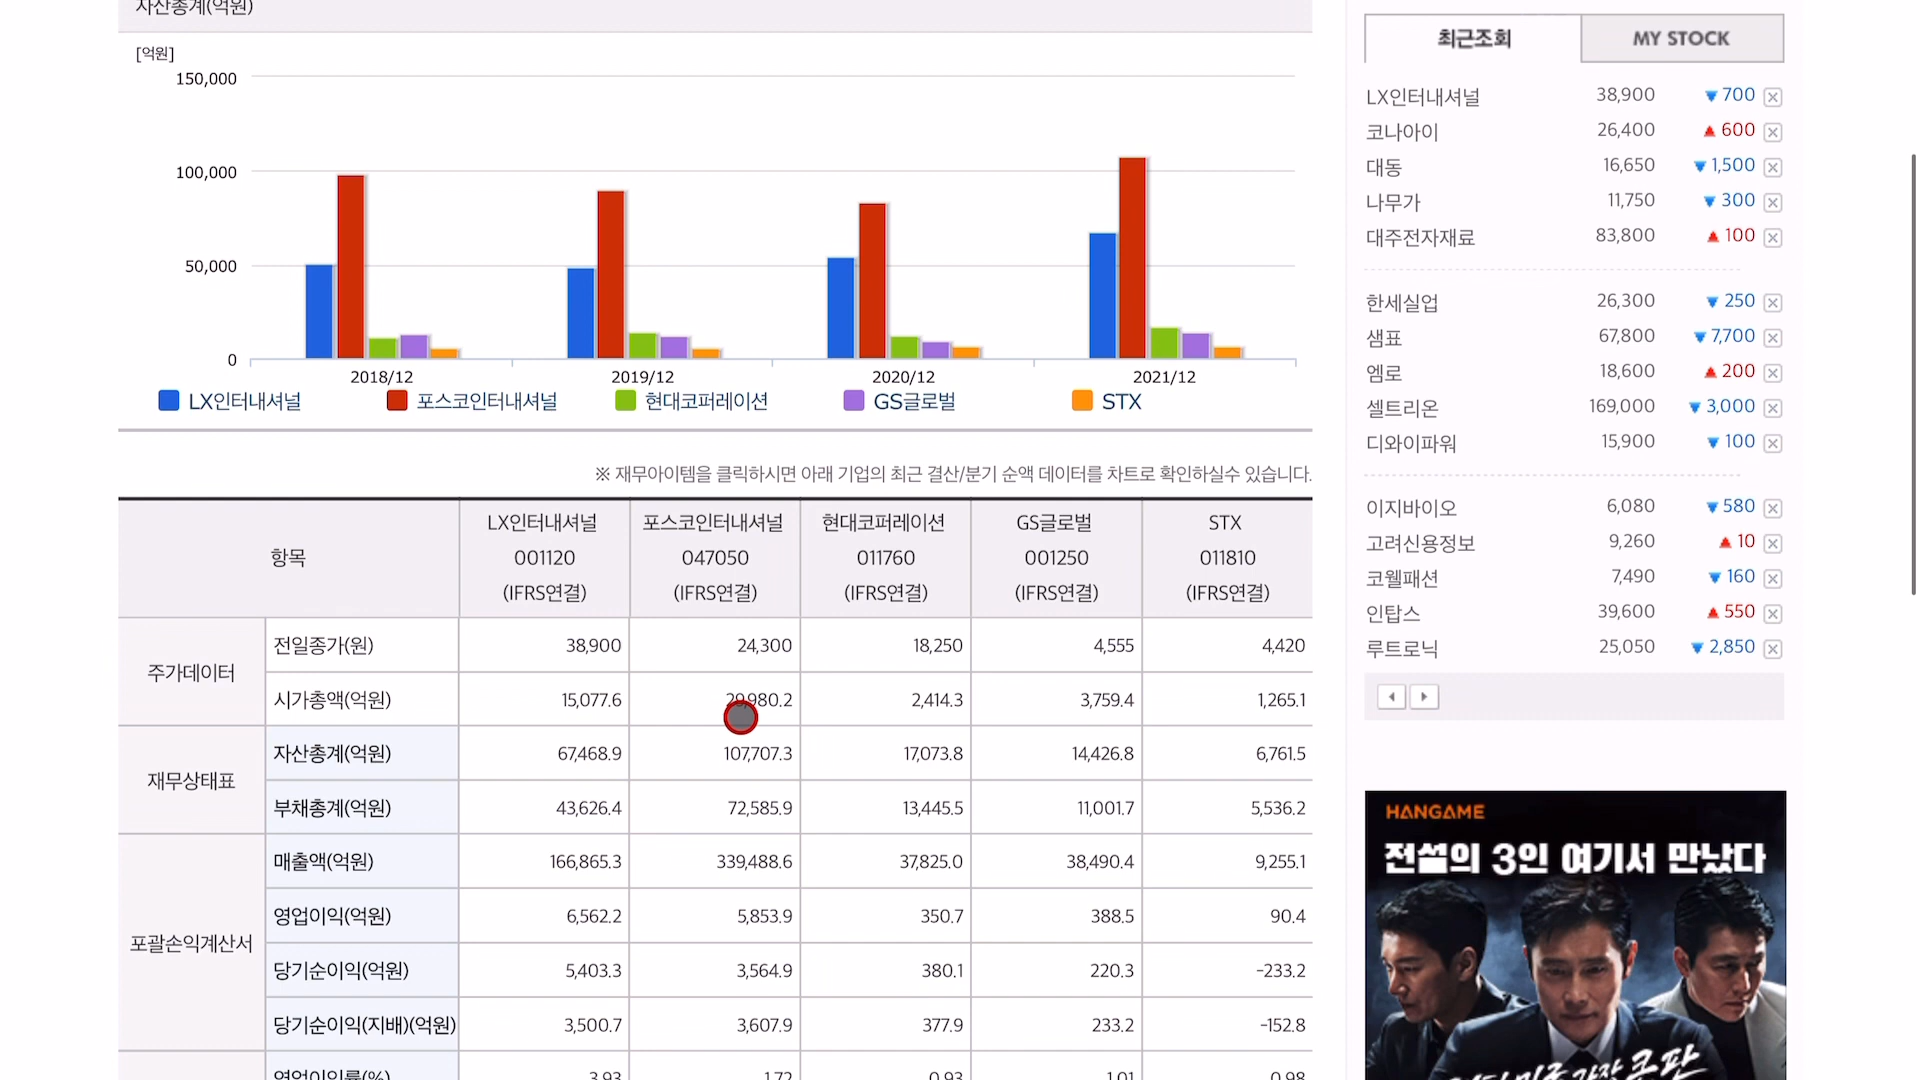 자산총계(억원)
[억원]
150,000
100,000
50,000
0
2018/12 2019/12 2020/12 2021/12
LX인터내셔널 포스코인터내셔널 현대코퍼레이션 GS글로벌 STX
※ 재무아이템을 클릭하시면 아래 기업의 최근 결산/분기 순액 데이터를 차트로 확인하실수 있습니다.
항목
LX인터내셔널 포스코인터내셔널 현대코퍼레이션 GS글로벌 STX
001120 047050 011760 001250 011810
(IFRS연결) (IFRS연결) (IFRS연결) (IFRS연결) (IFRS연결)
주가데이터
전일종가(원) 38,900 24,300 18,250 4,555 4,420
시가총액(억원) 15,077.6 29,980.2 2,414.3 3,759.4 1,265.1
재무상태표
자산총계(억원) 67,468.9 107,707.3 17,073.8 14,426.8 6,761.5
부채총계(억원) 43,626.4 72,585.9 13,445.5 11,001.7 5,536.2
포괄손익계산서
매출액(억원) 166,865.3 339,488.6 37,825.0 38,490.4 9,255.1
영업이익(억원) 6,562.2 5,853.9 350.7 388.5 90.4
당기순이익(억원) 5,403.3 3,564.9 380.1 220.3 -233.2
당기순이익(지배)(억원) 3,500.7 3,607.9 377.9 233.2 -152.8
영업이익률(%) 3.93 1.72 0.93 1.01 0.98
최근조회 MY STOCK
LX인터내셔널 38,900 ▼700
코나아이 26,400 ▲600
대동 16,650 ▼1,500
나무가 11,750 ▼300
대주전자재료 83,800 ▲100
한세실업 26,300 ▼250
샘표 67,800 ▼7,700
엠로 18,600 ▲200
셀트리온 169,000 ▼3,000
디와이파워 15,900 ▼100
이지바이오 6,080 ▼580
고려신용정보 9,260 ▲10
코웰패션 7,490 ▼160
인탑스 39,600 ▲550
루트로닉 25,050 ▼2,850
HANGAME
전설의 3인 여기서 만났다